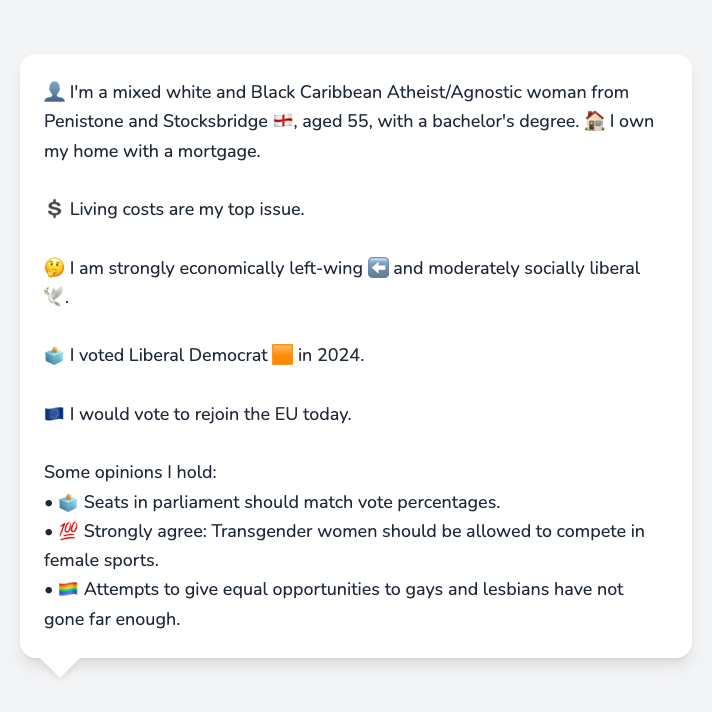 👤 I'm a mixed white and Black Caribbean Atheist/Agnostic woman from
Penistone and Stocksbridge 🏴󠁧󠁢󠁥󠁮󠁧󠁿, aged 55, with a bachelor's degree. 🏠 I own
my home with a mortgage.
💲 Living costs are my top issue.
🤔 I am strongly economically left-wing ⬅️ and moderately socially liberal
🕊️.
🗳️ I voted Liberal Democrat 🟧 in 2024.
🇪🇺 I would vote to rejoin the EU today.
Some opinions I hold:
• 🗳️ Seats in parliament should match vote percentages.
• 💯 Strongly agree: Transgender women should be allowed to compete in
female sports.
• 🏳️‍🌈 Attempts to give equal opportunities to gays and lesbians have not
gone far enough.